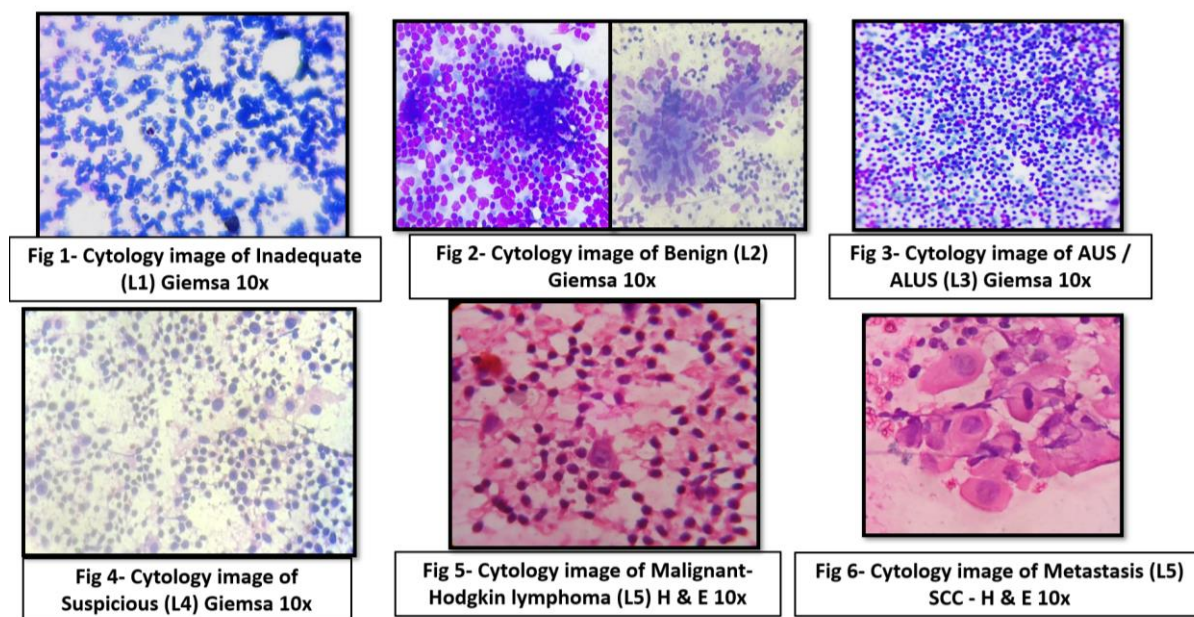 Fig 1- Cytology image of Inadequate
(L1) Giemsa 10x
Fig 2- Cytology image of Benign (L2)
Giemsa 10x
Fig 3- Cytology image of AUS /
ALUS (L3) Giemsa 10x
Fig 4- Cytology image of
Suspicious (L4) Giemsa 10x
Fig 5- Cytology image of Malignant-
Hodgkin lymphoma (L5) H & E 10x
Fig 6- Cytology image of Metastasis (L5)
SCC - H & E 10x